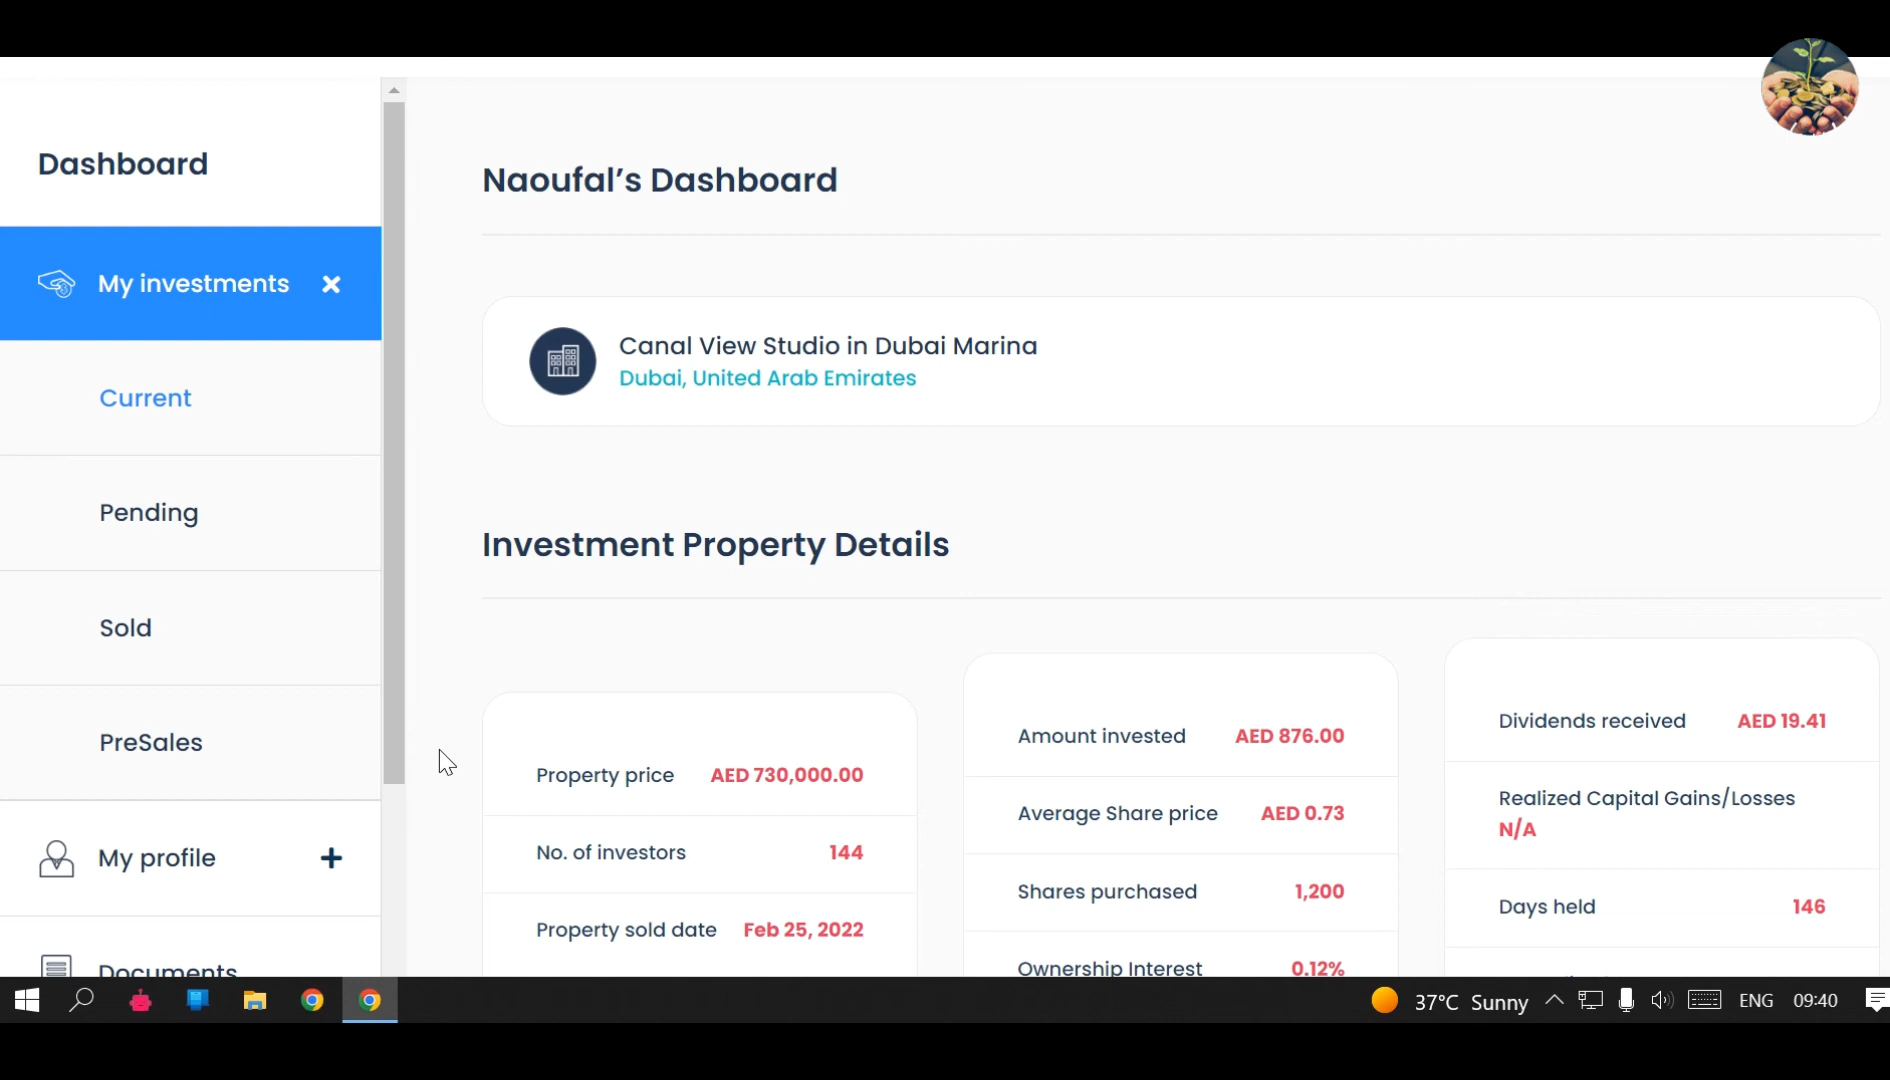 Dashboard
My investments
Current
Pending
Sold
PreSales
My profile
Documents
Naoufal’s Dashboard
Canal View Studio in Dubai Marina
Dubai, United Arab Emirates
Investment Property Details
Property price AED 730,000.00
No. of investors 144
Property sold date Feb 25, 2022
Amount invested AED 876.00
Average Share price AED 0.73
Shares purchased 1,200
Ownership Interest 0.12%
Dividends received AED 19.41
Realized Capital Gains/Losses
N/A
Days held 146
37°C Sunny ENG 09:40